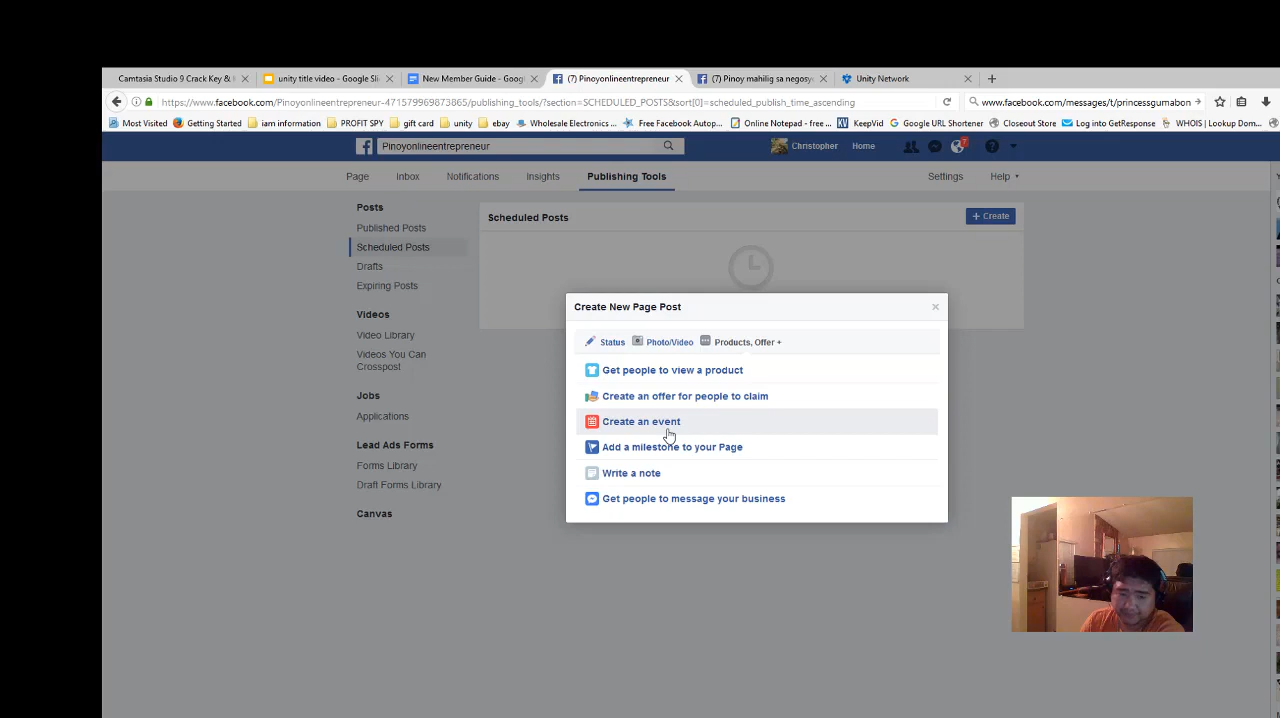 Camtasia Studio 9 Crack Key &
unity title video - Google Sli
New Member Guide - Googl
(7) Pinoyonlineentrepreneur
(7) Pinoy mahilig sa negosy
Unity Network
https://www.facebook.com/Pinoyonlineentrepreneur-471579969873865/publishing_tools/?section=SCHEDULED_POSTS&sort[0]=scheduled_publish_time_ascending
www.facebook.com/messages/t/princessgumabon
Most Visited Getting Started iam information PROFIT SPY gift card unity ebay Wholesale Electronics ... Free Facebook Autop... Online Notepad - free ... KeepVid Google URL Shortener Closeout Store Log into GetResponse WHOIS | Lookup Dom...
Pinoyonlineentrepreneur
Christopher Home
7
Page Inbox Notifications Insights Publishing Tools Settings Help
Posts
Published Posts
Scheduled Posts
Drafts
Expiring Posts
Videos
Video Library
Videos You Can
Crosspost
Jobs
Applications
Lead Ads Forms
Forms Library
Draft Forms Library
Canvas
Scheduled Posts
+ Create
Create New Page Post
Status Photo/Video Products, Offer +
Get people to view a product
Create an offer for people to claim
Create an event
Add a milestone to your Page
Write a note
Get people to message your business